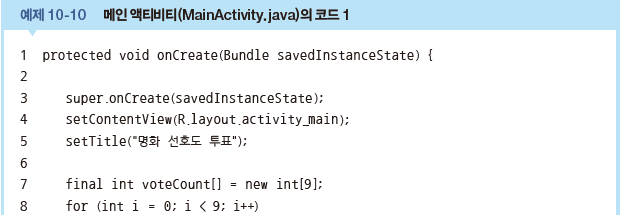 예제 10-10 메인 액티비티(MainActivity.java)의 코드 1
1 protected void onCreate(Bundle savedInstanceState) {
2
3 super.onCreate(savedInstanceState);
4 setContentView(R.layout.activity_main);
5 setTitle("명화 선호도 투표");
6
7 final int voteCount[] = new int[9];
8 for (int i = 0; i < 9; i++)